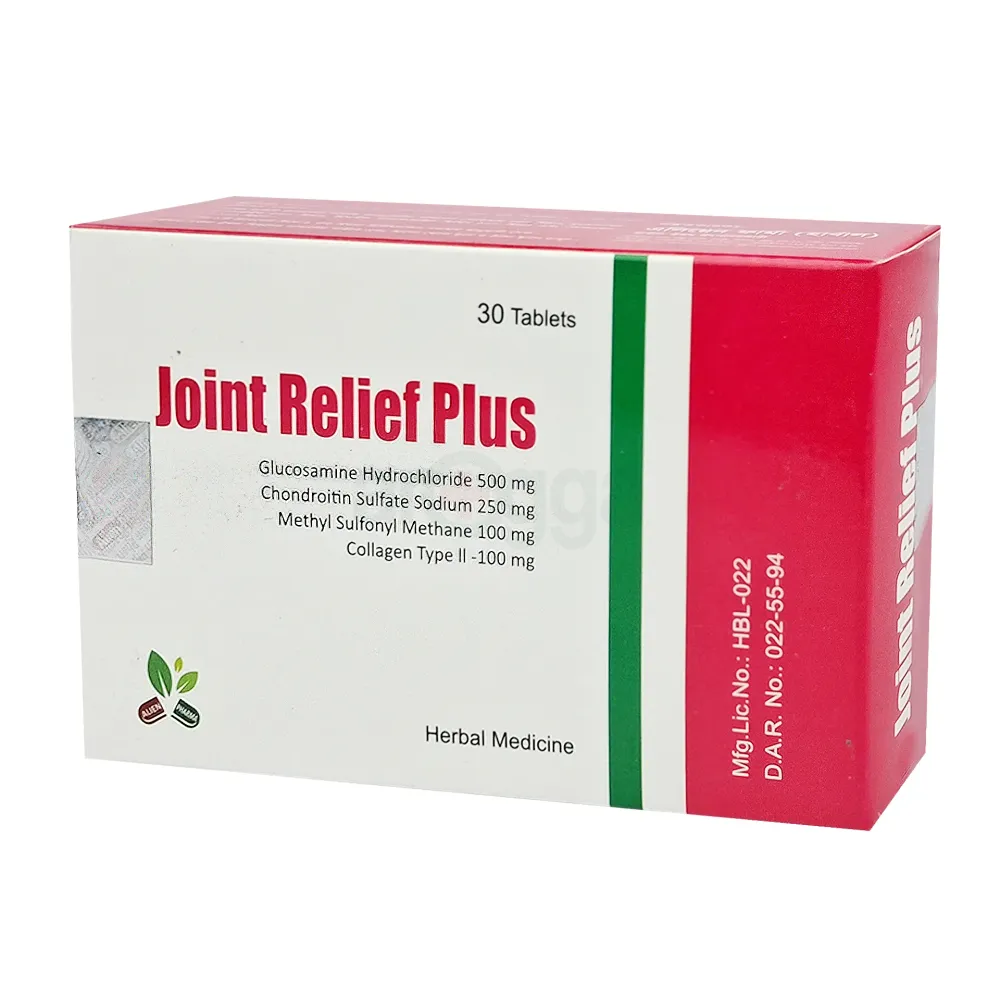 30 Tablets
Joint Relief Plus
Glucosamine Hydrochloride 500 mg
Chondroitin Sulfate Sodium 250 mg
Methyl Sulfonyl Methane 100 mg
Collagen Type II -100 mg
ALIEN PHARMA
Herbal Medicine
Mfg.Lic.No.: HBL-022
D.A.R. No.: 022-55-94
Joint Relief Plus